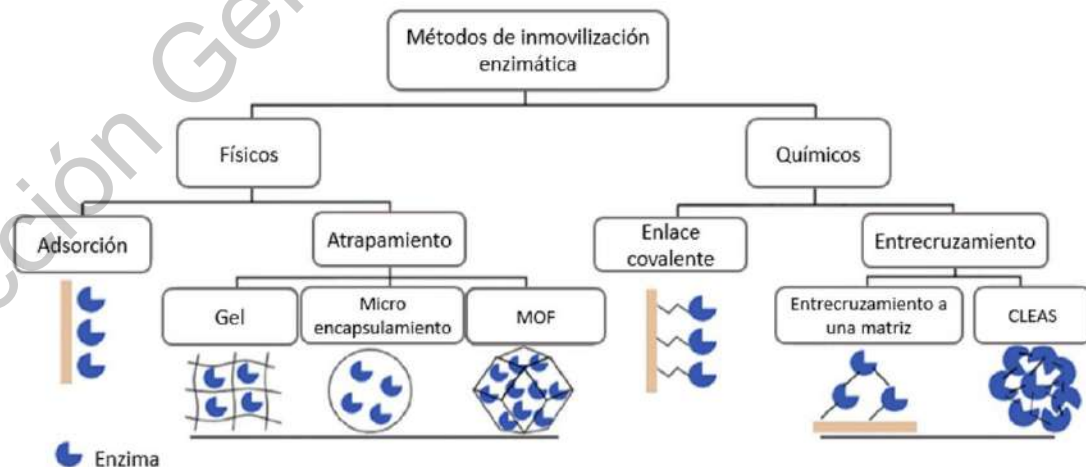 Métodos de inmovilización
enzimática
Físicos
Químicos
Adsorción
Atrapamiento
Enlace
covalente
Entrecruzamiento
Gel
Micro
encapsulamiento
MOF
Entrecruzamiento a
una matriz
CLEAS
Enzima